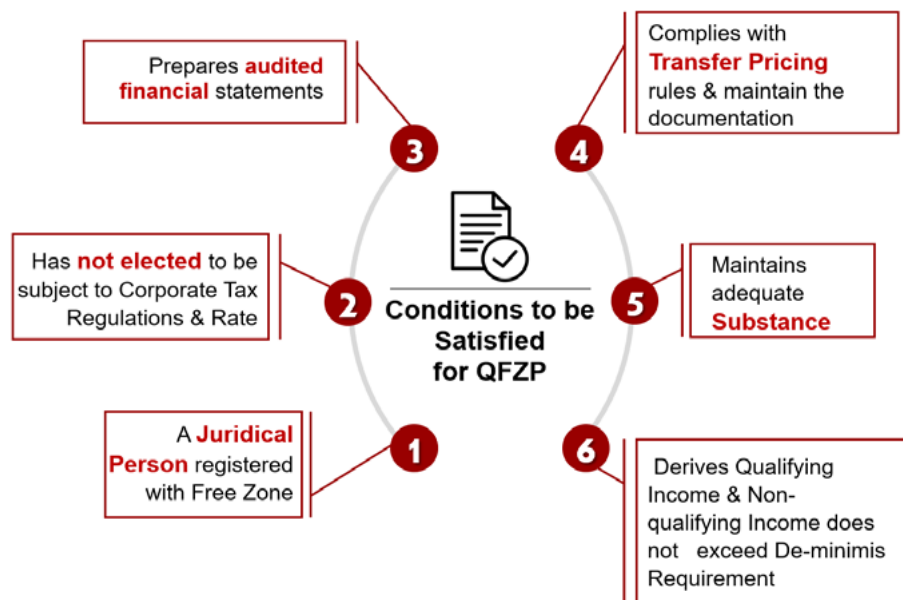 Prepares audited
financial statements
3
Complies with
Transfer Pricing
rules & maintain the
documentation
4
Has not elected to be
subject to Corporate Tax
Regulations & Rate
2
Conditions to be
Satisfied
for QFZP
5
Maintains
adequate
Substance
A Juridical
Person registered
with Free Zone
1
6
Derives Qualifying
Income & Non-
qualifying Income does
not exceed De-minimis
Requirement